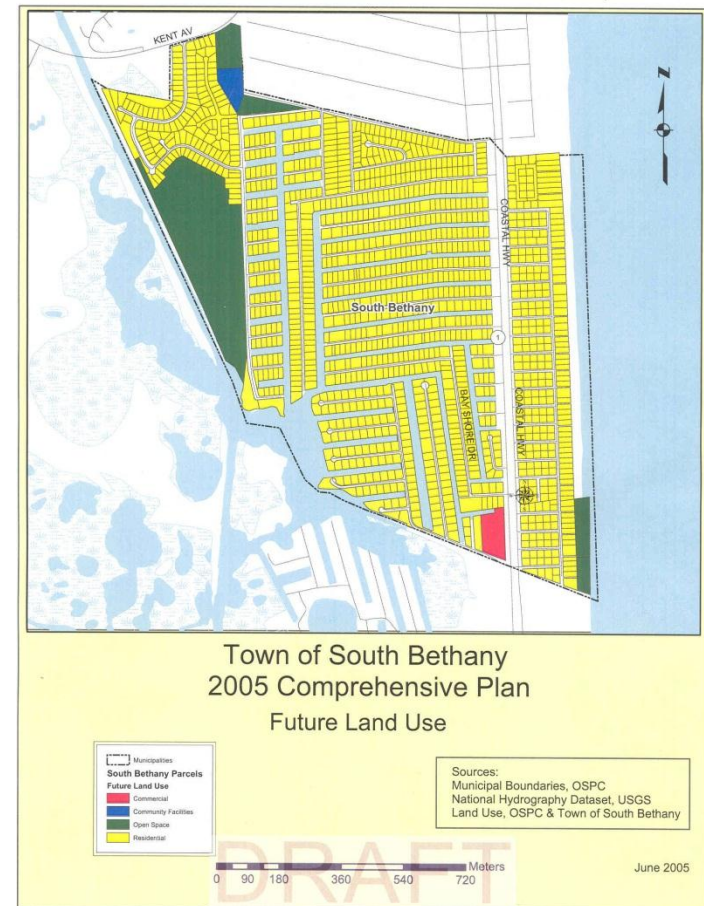 KENT AV
N
COASTAL HWY
South Bethany
1
BAY SHORE DR
COASTAL HWY
Town of South Bethany
2005 Comprehensive Plan
Future Land Use
Municipalities
South Bethany Parcels
Future Land Use
Commercial
Community Facilities
Open Space
Residential
Sources:
Municipal Boundaries, OSPC
National Hydrography Dataset, USGS
Land Use, OSPC & Town of South Bethany
DRAFT
Meters
0 90 180 360 540 720
June 2005